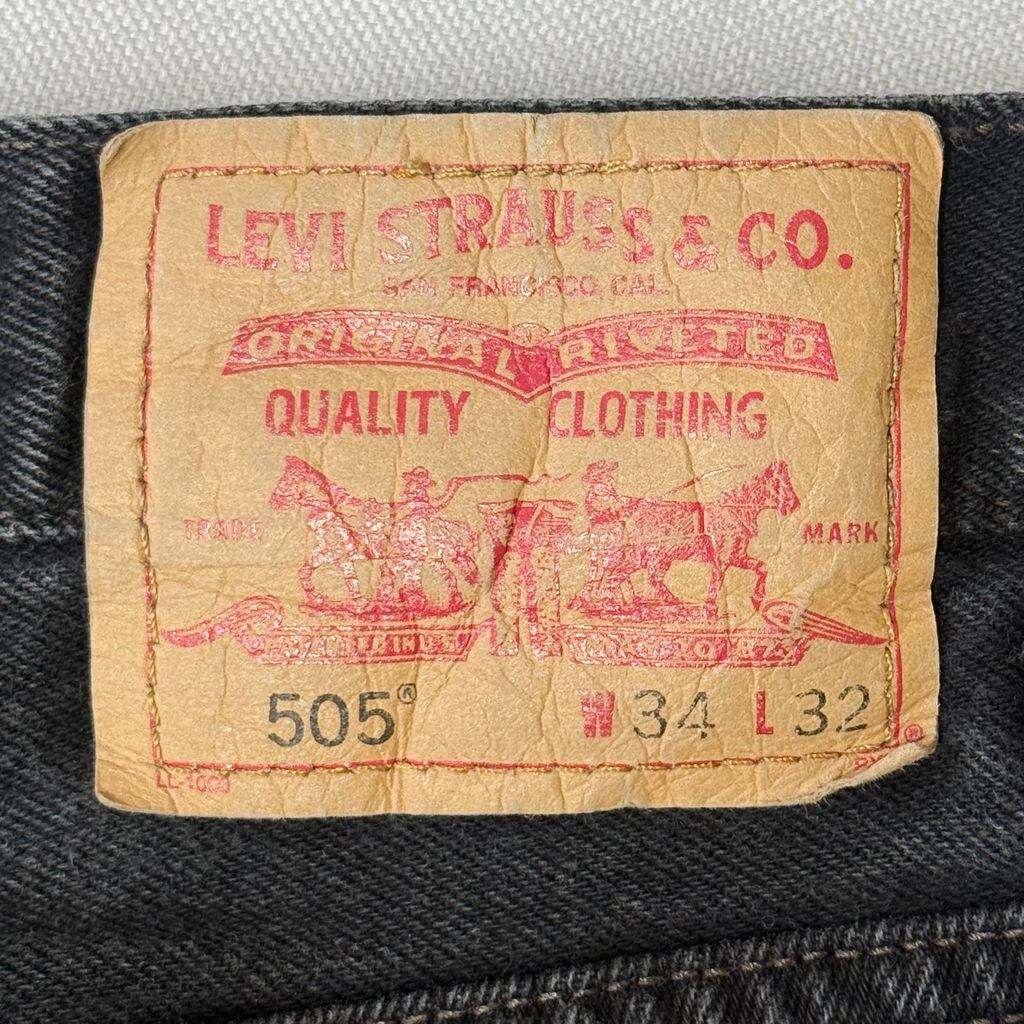 LEVI STRAUSS & CO.
SAN FRANCISCO CAL.
ORIGINAL RIVETED
QUALITY CLOTHING
TRADE MARK
505® W 34 L 32
®